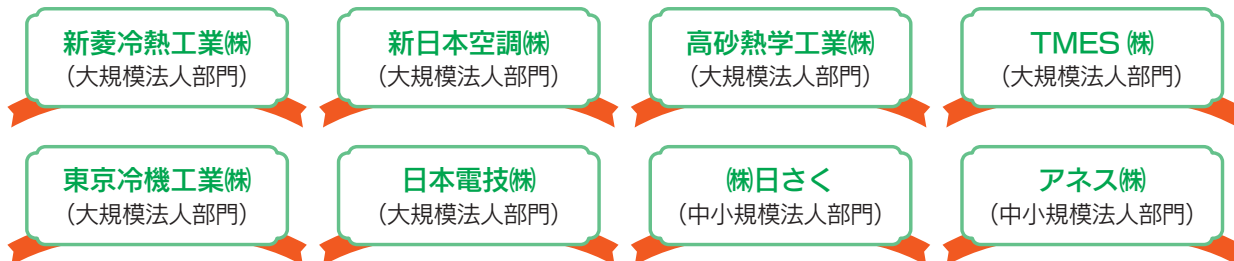 新菱冷熱工業㈱
（大規模法人部門）
新日本空調㈱
（大規模法人部門）
高砂熱学工業㈱
（大規模法人部門）
TMES ㈱
（大規模法人部門）
東京冷機工業㈱
（大規模法人部門）
日本電技㈱
（大規模法人部門）
㈱日さく
（中小規模法人部門）
アネス㈱
（中小規模法人部門）